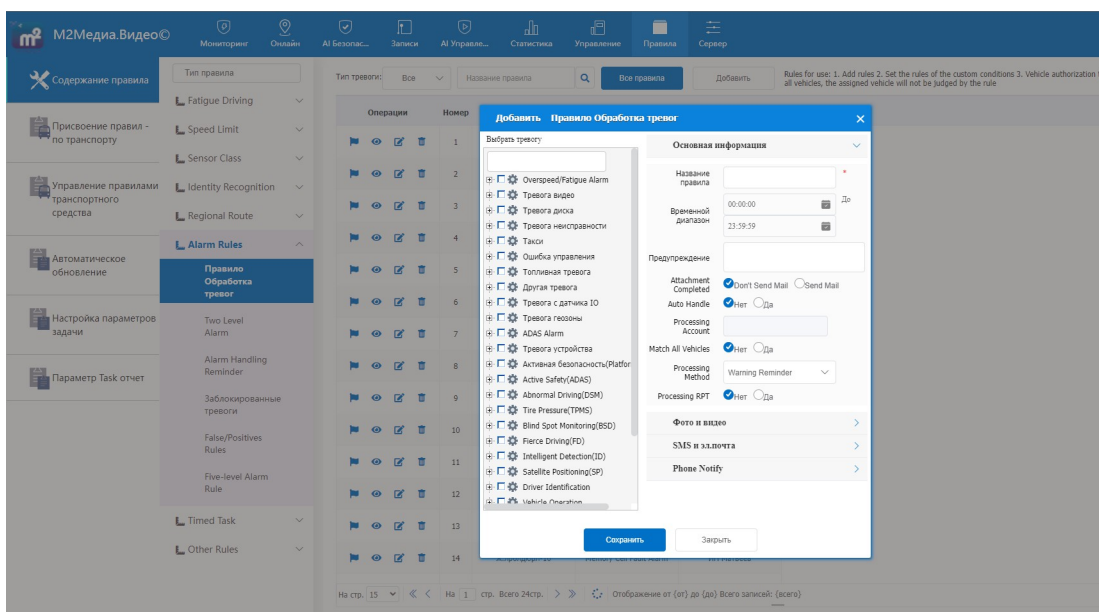 m² М2Медиа.Видео©
Мониторинг
Онлайн
AI Безопас...
Записи
AI Управле...
Статистика
Управление
Правила
Сервер
Содержание правила
Присвоение правил -
по транспорту
Управление правилами
транспортного
средства
Автоматическое
обновление
Настройка параметров
задачи
Параметр Task отчет
Тип правила
Fatigue Driving
Speed Limit
Sensor Class
Identity Recognition
Regional Route
Alarm Rules
Правило
Обработка
тревог
Two Level
Alarm
Alarm Handling
Reminder
Заблокированные
тревоги
False/Positives
Rules
Five-level Alarm
Rule
Timed Task
Other Rules
Тип тревоги: Все Название правила Все правила Добавить
Rules for use: 1. Add rules 2. Set the rules of the custom conditions 3. Vehicle authorization
all vehicles, the assigned vehicle will not be judged by the rule
Операции Номер
1
2
3
4
5
6
7
8
9
10
11
12
13
14
Добавить Правило Обработка тревог
Выбрать тревогу
Overspeed/Fatigue Alarm
Тревога видео
Тревога диска
Тревога неисправности
Такси
Ошибка управления
Топливная тревога
Другая тревога
Тревога с датчика IO
Тревога геозоны
ADAS Alarm
Тревога устройства
Активная безопасность(Platfor
Active Safety(ADAS)
Abnormal Driving(DSM)
Tire Pressure(TPMS)
Blind Spot Monitoring(BSD)
Fierce Driving(FD)
Intelligent Detection(ID)
Satellite Positioning(SP)
Driver Identification
Vehicle Operation
Основная информация
Название
правила
*
Временной
диапазон
00:00:00 До
23:59:59
Предупреждение
Attachment
Completed
Don't Send Mail Send Mail
Auto Handle Нет Да
Processing
Account
Match All Vehicles Нет Да
Processing
Method
Warning Reminder
Processing RPT Нет Да
Фото и видео
SMS и эл.почта
Phone Notify
Сохранить Закрыть
На стр. 15 На 1 стр. Всего 24стр. Отображение от {от} до {до} Всего записей: {всего}